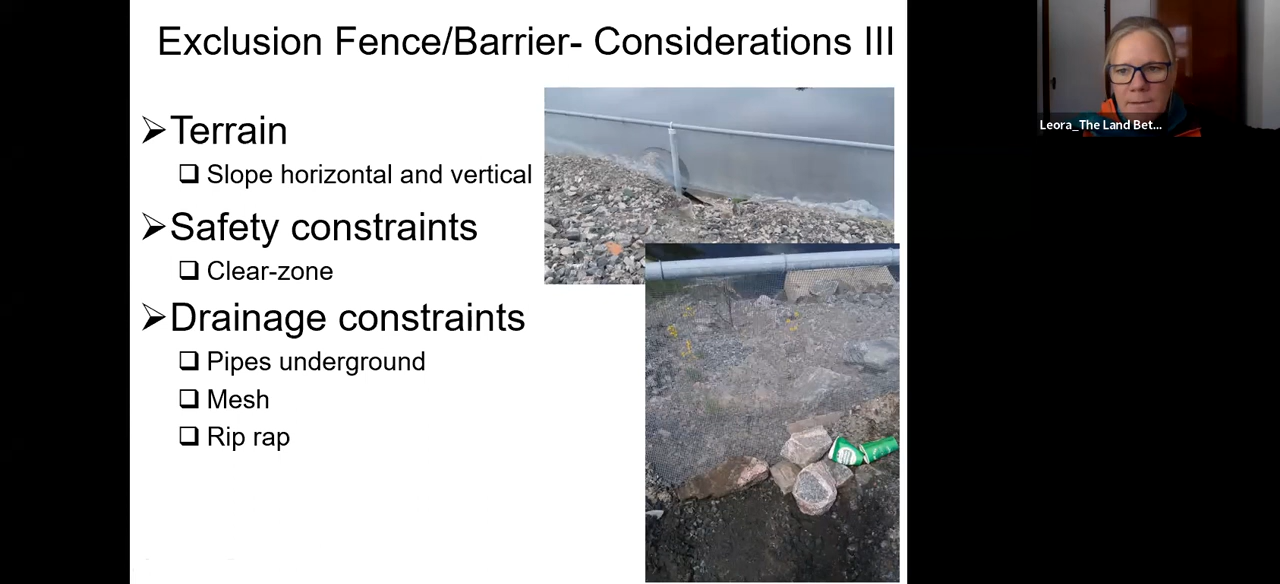 Exclusion Fence/Barrier- Considerations III
Terrain
Slope horizontal and vertical
Safety constraints
Clear-zone
Drainage constraints
Pipes underground
Mesh
Rip rap
Leora_The Land Bet...